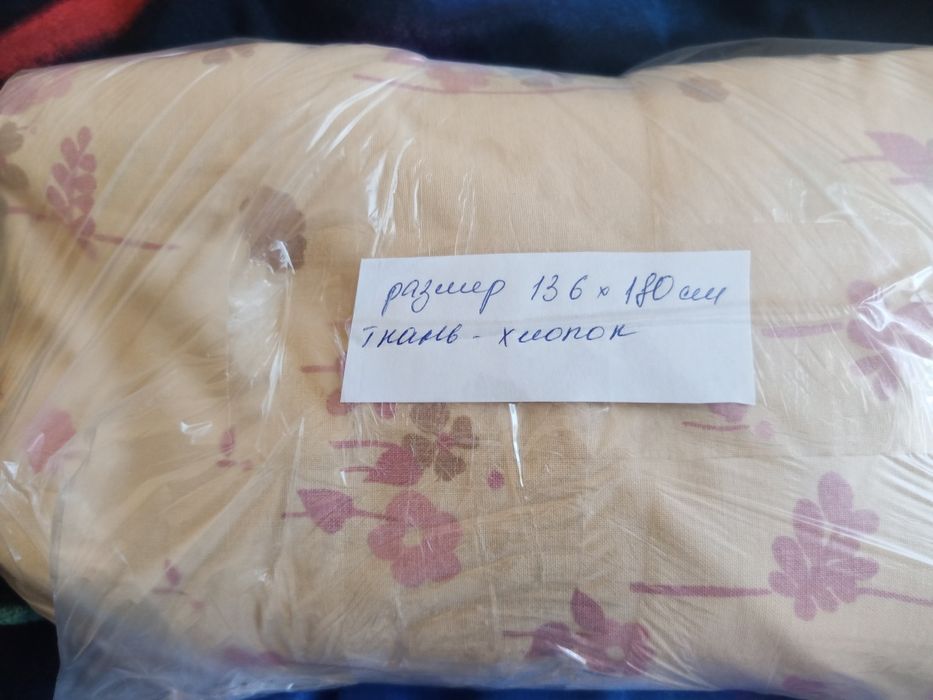 размер 136 х 180 см
ткань - хлопок